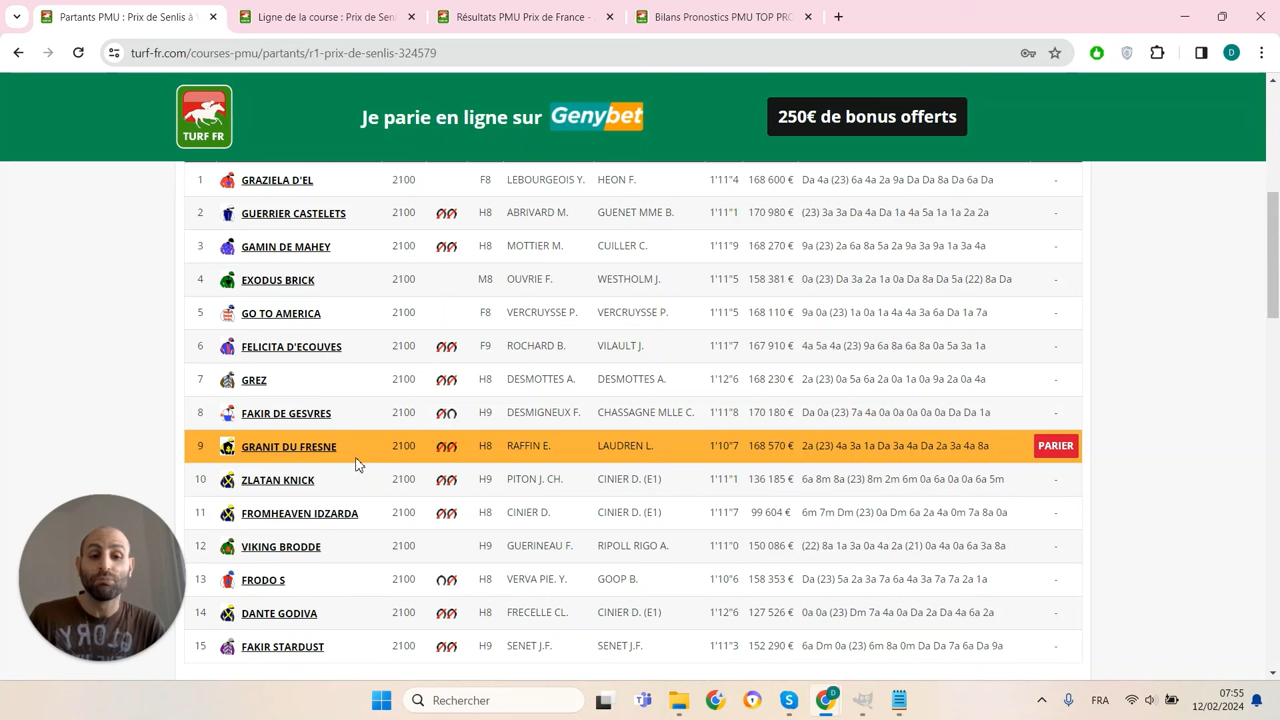 Partants PMU : Prix de Senlis à
Ligne de la course : Prix de Sen
Résultats PMU Prix de France -
Bilans Pronostics PMU TOP PRO
turf-fr.com/courses-pmu/partants/r1-prix-de-senlis-324579
D
TURF FR
Je parie en ligne sur Genybet
250€ de bonus offerts
1 GRAZIELA D'EL 2100 F8 LEBOURGEOIS Y. HEON F. 1'11"4 168 600 € Da 4a (23) 6a 4a 2a 9a Da Da 8a Da 6a Da -
2 GUERRIER CASTELETS 2100 H8 ABRIVARD M. GUENET MME B. 1'11"1 170 980 € (23) 3a 3a Da 4a Da 1a 4a 5a 1a 1a 2a 2a -
3 GAMIN DE MAHEY 2100 H8 MOTTIER M. CUILLER C. 1'11"9 168 270 € 9a (23) 2a 6a 8a 5a 2a 9a 3a Da 1a 3a 4a -
4 EXODUS BRICK 2100 M8 OUVRIE F. WESTHOLM J. 1'11"5 158 381 € 0a (23) Da 3a 2a 1a 0a Da 8a Da 5a (22) 8a Da -
5 GO TO AMERICA 2100 F8 VERCRUYSSE P. VERCRUYSSE P. 1'11"5 168 110 € 9a 0a (23) 1a 0a 1a 4a 4a 3a 6a Da 1a 7a -
6 FELICITA D'ECOUVES 2100 F9 ROCHARD B. VILAULT J. 1'11"7 167 910 € 4a 5a 4a (23) 9a 6a 8a 6a 8a 0a 5a 3a 1a -
7 GREZ 2100 H8 DESMOTTES A. DESMOTTES A. 1'12"6 168 230 € 2a (23) 0a 5a 6a 2a 0a 1a 0a 9a 2a 0a 4a -
8 FAKIR DE GESVRES 2100 H9 DESMIGNEUX F. CHASSAGNE MLLE C. 1'11"8 170 180 € Da 0a (23) 7a 4a 0a 0a 0a 0a Da Da 1a -
9 GRANIT DU FRESNE 2100 H8 RAFFIN E. LAUDREN L. 1'10"7 168 570 € 2a (23) 4a 3a 1a Da 3a 4a Da 2a 3a 4a 8a PARIER
10 ZLATAN KNICK 2100 H9 PITON J. CH. CINIER D. (E1) 1'11"1 136 185 € 6a 8m 8a (23) 8m 2m 6m 0a 6a 0a 0a 6a 5m -
11 FROMHEAVEN IDZARDA 2100 H8 CINIER D. CINIER D. (E1) 1'11"7 99 604 € 6m 7m Dm (23) 0a Dm 6a 2a 4a 0m 7a 8a 0a -
12 VIKING BRODDE 2100 H9 GUERINEAU F. RIPOLL RIGO A. 1'11"0 150 086 € (22) 8a 1a 3a 0a 4a 2a (21) 0a 4a 0a 6a 3a 8a -
13 FRODO S 2100 H8 VERVA PIE. Y. GOOP B. 1'10"6 158 353 € Da (23) 5a 2a 3a 7a 6a 4a 3a 7a 7a 2a 1a -
14 DANTE GODIVA 2100 H8 FRECELLE CL. CINIER D. (E1) 1'12"6 127 526 € 0a 0a (23) Dm 7a 4a 0a Da 2a Da 4a 6a 2a -
15 FAKIR STARDUST 2100 H9 SENET J.F. SENET J.F. 1'11"3 152 290 € 6a Dm 0a (23) 6m 8a 0m Da Da 7a 6a Da 9a -
GLORY
Rechercher
FRA
07:55
12/02/2024